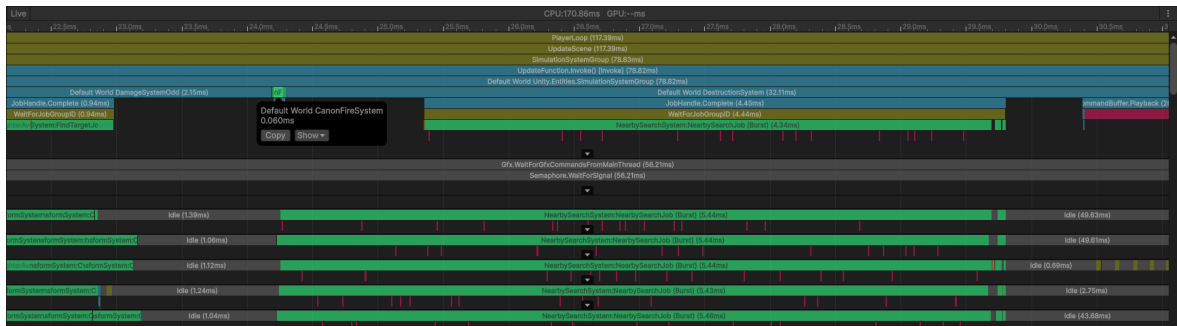 Live CPU:170.86ms GPU:--ms
22.5ms 23.0ms 23.5ms 24.0ms 24.5ms 25.0ms 25.5ms 26.0ms 26.5ms 27.0ms 27.5ms 28.0ms 28.5ms 29.0ms 29.5ms 30.0ms 30.5ms
PlayerLoop (117.39ms)
UpdateScene (117.39ms)
SimulationSystemGroup (78.83ms)
UpdateFunction.Invoke() [Invoke] (78.82ms)
Default World Unity.Entities.SimulationSystemGroup (78.82ms)
Default World DamageSystemOdd (2.15ms) Default World DestructionSystem (32.11ms)
JobHandle.Complete (0.94ms) JobHandle.Complete (4.45ms) ommandBuffer.Playback (2
WaitForJobGroupID (0.94ms) WaitForJobGroupID (4.44ms)
System:FindTargetJc NearbySearchSystem:NearbySearchJob (Burst) (4.34ms)
Default World CanonFireSystem
0.060ms
Copy Show
Gfx.WaitForGfxCommandsFromMainThread (56.21ms)
Semaphore.WaitForSignal (56.21ms)
Idle (1.39ms) NearbySearchSystem:NearbySearchJob (Burst) (5.44ms) Idle (49.63ms)
Idle (1.06ms) NearbySearchSystem:NearbySearchJob (Burst) (5.44ms) Idle (49.61ms)
Idle (1.12ms) NearbySearchSystem:NearbySearchJob (Burst) (5.44ms) Idle (0.69ms)
Idle (1.24ms) NearbySearchSystem:NearbySearchJob (Burst) (5.43ms) Idle (2.75ms)
Idle (1.04ms) NearbySearchSystem:NearbySearchJob (Burst) (5.46ms) Idle (43.88ms)